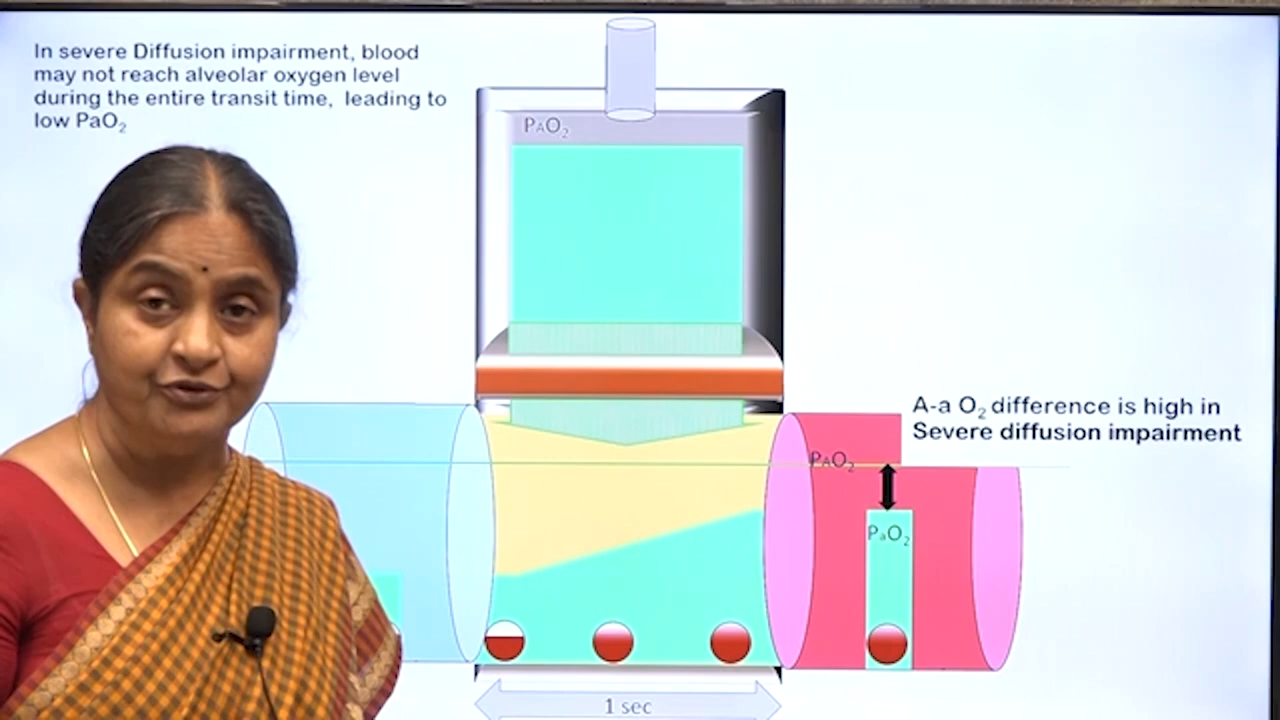 In severe Diffusion impairment, blood
may not reach alveolar oxygen level
during the entire transit time, leading to
low PaO₂
PAO₂
A-a O₂ difference is high in
Severe diffusion impairment
PAO₂
PaO₂
1 sec